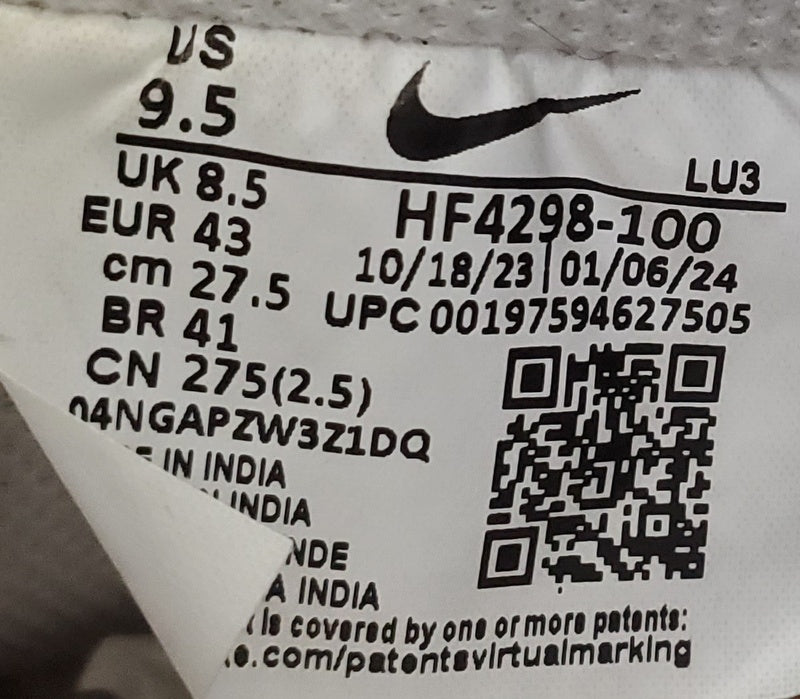 US
9.5
LU3
UK 8.5
EUR 43
cm 27.5
BR 41
CN 275(2.5)
HF4298-100
10/18/23|01/06/24
UPC 00197594627505
04NGAPZW3Z1DQ
IN INDIA
INDIA
INDIA
is covered by one or more patents:
.com/patentsvirtualmarking